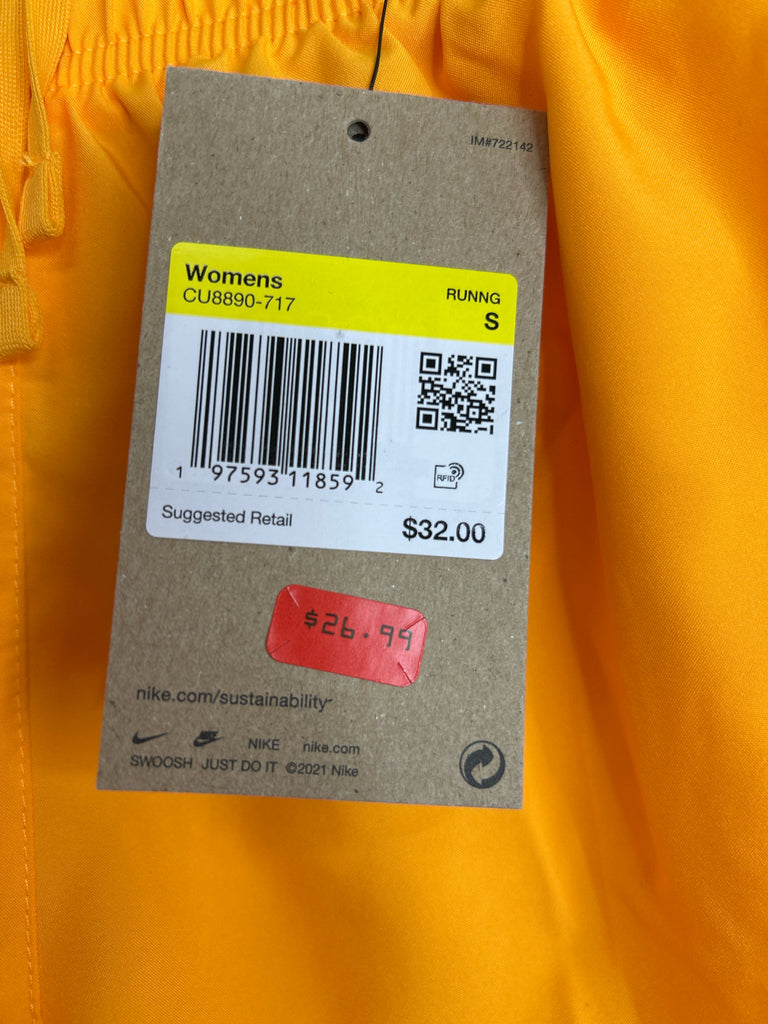 IM#722142
Womens
CU8890-717
RUNNG
S
1 97593 11859 2
RFID
Suggested Retail
$32.00
$26.99
nike.com/sustainability
NIKE nike.com
SWOOSH JUST DO IT ©2021 Nike